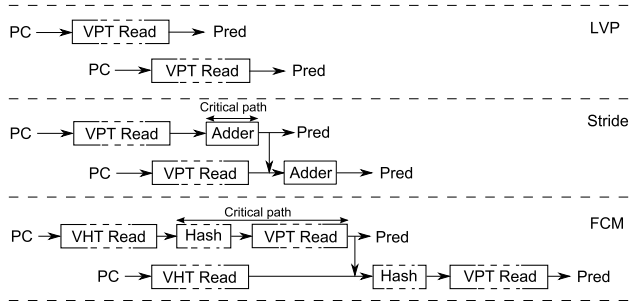 LVP
PC VPT Read Pred
PC VPT Read Pred
Stride
Critical path
PC VPT Read Adder Pred
PC VPT Read Adder Pred
FCM
Critical path
PC VHT Read Hash VPT Read Pred
PC VHT Read Hash VPT Read Pred